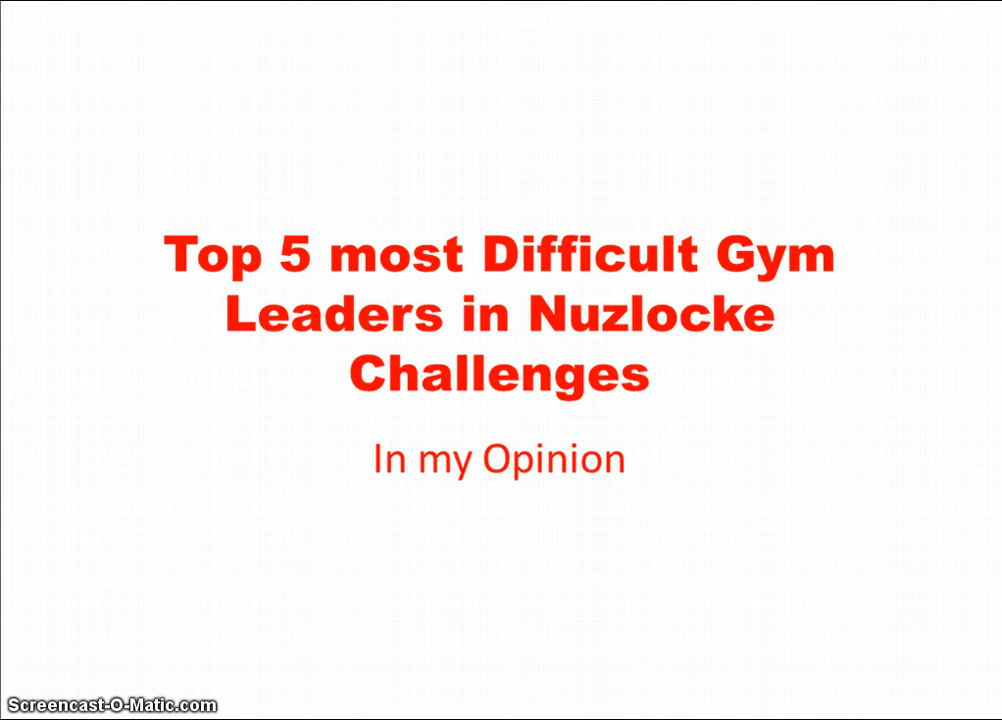 Top 5 most Difficult Gym
Leaders in Nuzlocke
Challenges
In my Opinion
Screencast-O-Matic.com